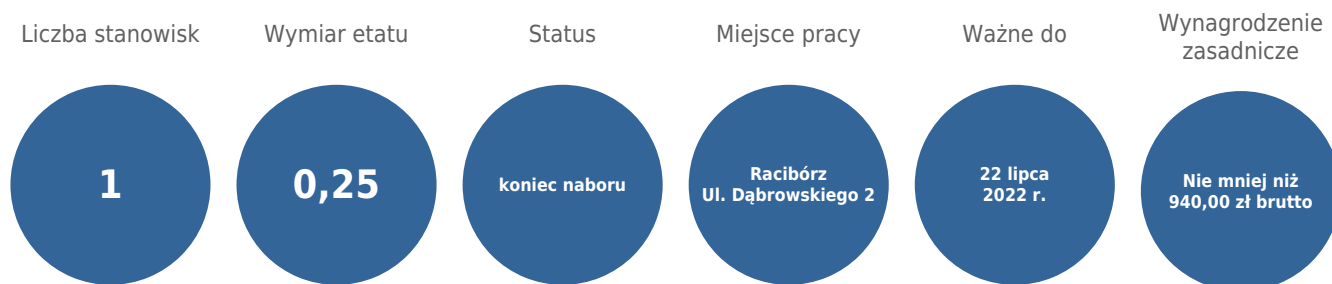 Liczba stanowisk
1
Wymiar etatu
0,25
Status
koniec naboru
Miejsce pracy
Racibórz
Ul. Dąbrowskiego 2
Ważne do
22 lipca
2022 r.
Wynagrodzenie
zasadnicze
Nie mniej niż
940,00 zł brutto